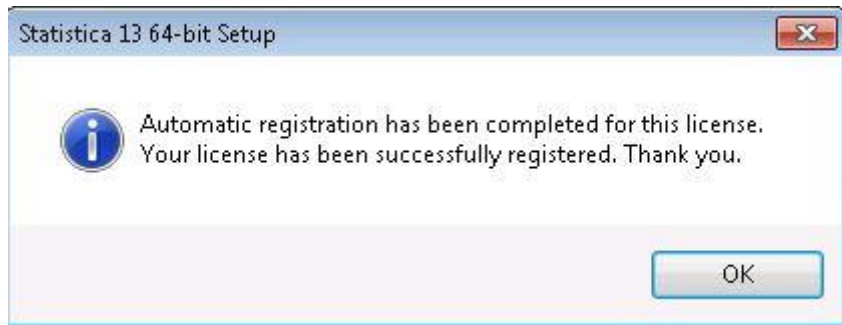 Statistica 13 64-bit Setup
Automatic registration has been completed for this license.
Your license has been successfully registered. Thank you.
OK